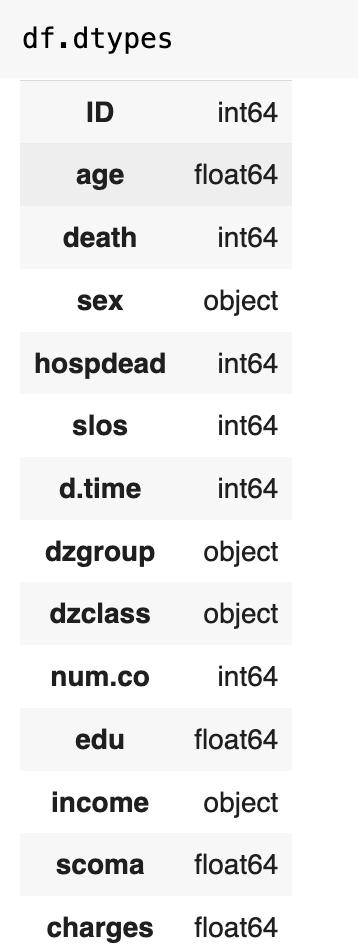 df.dtypes
ID int64
age float64
death int64
sex object
hospdead int64
slos int64
d.time int64
dzgroup object
dzclass object
num.co int64
edu float64
income object
scoma float64
charges float64